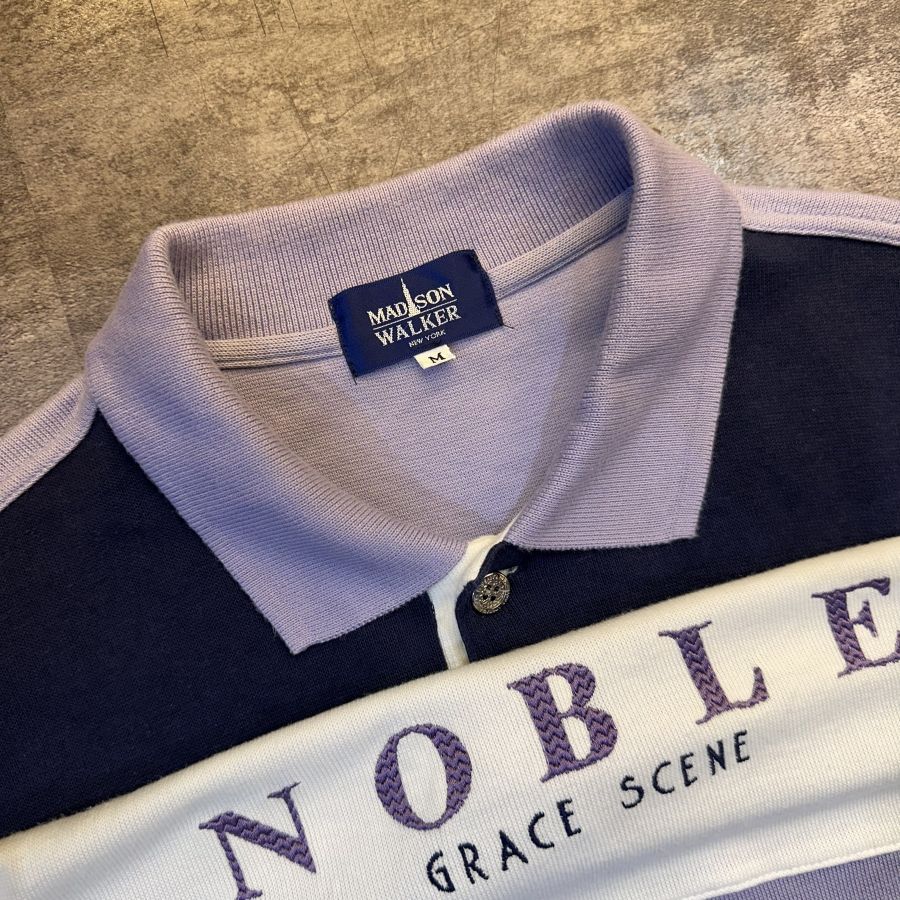 MADISON
WALKER
NEW YORK
M
NOBLE
GRACE SCENE